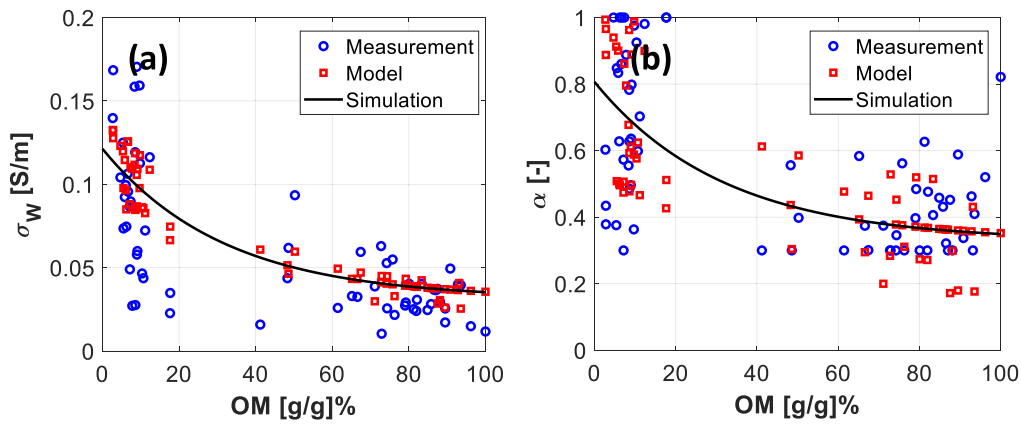 0.2
0.15
0.1
0.05
0
σW [S/m]
(a)
Measurement
Model
Simulation
0 20 40 60 80 100
OM [g/g]%
1
0.8
0.6
0.4
0.2
0
α [-]
(b)
Measurement
Model
Simulation
0 20 40 60 80 100
OM [g/g]%